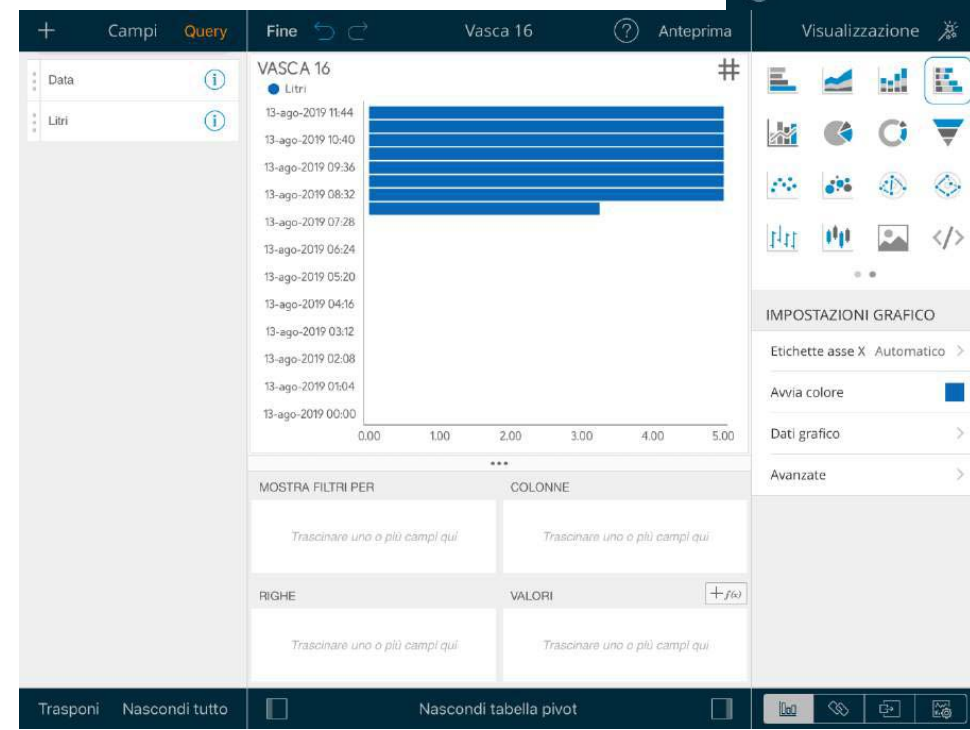 + Campi Query
Data
Litri
Trasponi Nascondi tutto
Fine Vasca 16 ? Anteprima
VASCA 16
Litri
13-ago-2019 11:44
13-ago-2019 10:40
13-ago-2019 09:36
13-ago-2019 08:32
13-ago-2019 07:28
13-ago-2019 06:24
13-ago-2019 05:20
13-ago-2019 04:16
13-ago-2019 03:12
13-ago-2019 02:08
13-ago-2019 01:04
13-ago-2019 00:00
0.00 1.00 2.00 3.00 4.00 5.00
MOSTRA FILTRI PER COLONNE
Trascinare uno o più campi qui Trascinare uno o più campi qui
RIGHE VALORI +f(x)
Trascinare uno o più campi qui Trascinare uno o più campi qui
Nascondi tabella pivot
Visualizzazione
</>
IMPOSTAZIONI GRAFICO
Etichette asse X Automatico >
Avvia colore
Dati grafico >
Avanzate >